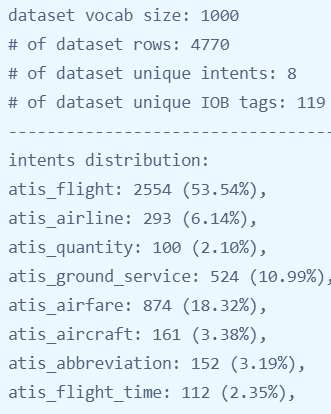 dataset vocab size: 1000
# of dataset rows: 4770
# of dataset unique intents: 8
# of dataset unique IOB tags: 119
-----------------------------------
intents distribution:
atis_flight: 2554 (53.54%),
atis_airline: 293 (6.14%),
atis_quantity: 100 (2.10%),
atis_ground_service: 524 (10.99%),
atis_airfare: 874 (18.32%),
atis_aircraft: 161 (3.38%),
atis_abbreviation: 152 (3.19%),
atis_flight_time: 112 (2.35%),